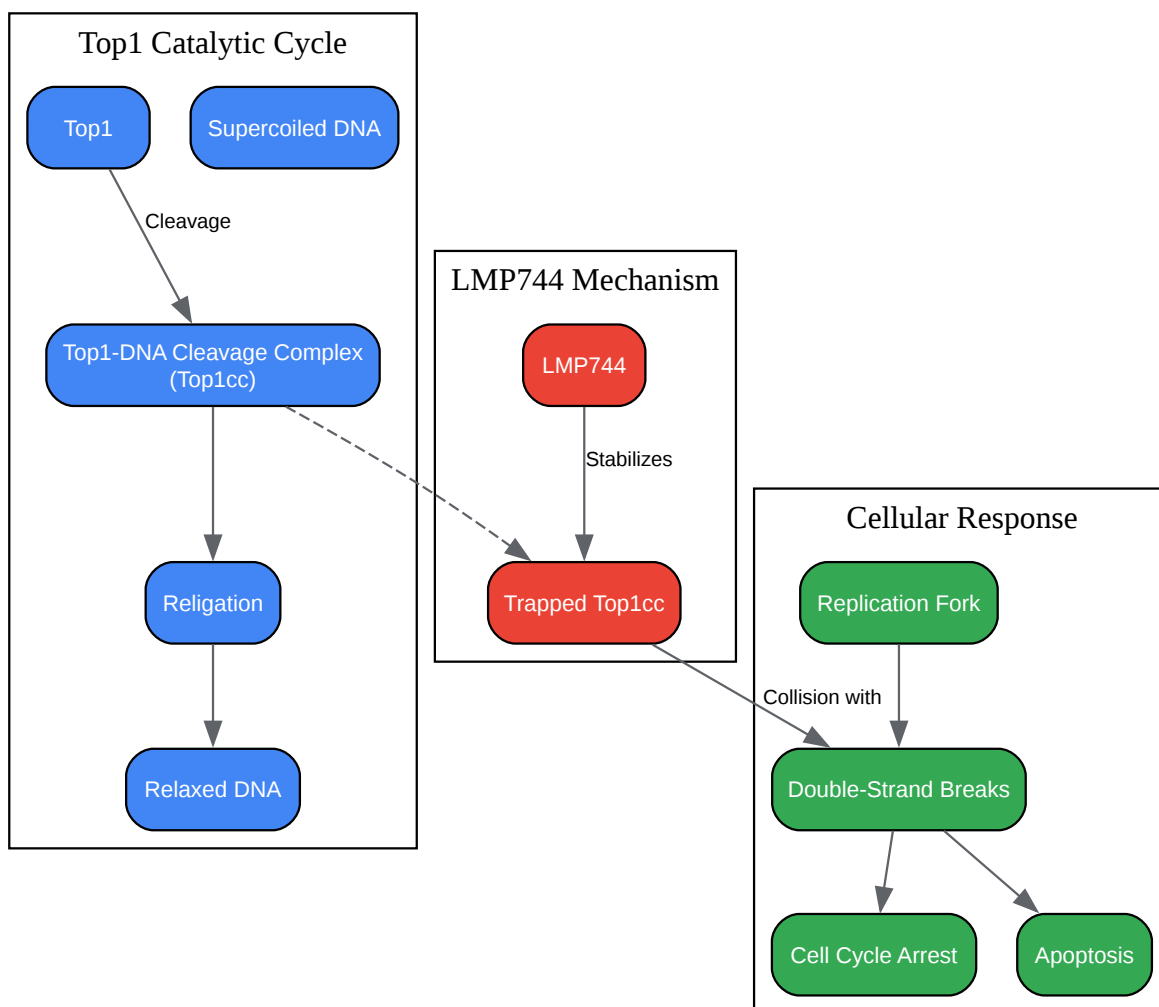 Top1 Catalytic Cycle
Top1
Supercoiled DNA
Cleavage
Top1-DNA Cleavage Complex
(Top1cc)
Religation
Relaxed DNA
LMP744 Mechanism
LMP744
Stabilizes
Trapped Top1cc
Collision with
Cellular Response
Replication Fork
Double-Strand Breaks
Cell Cycle Arrest
Apoptosis